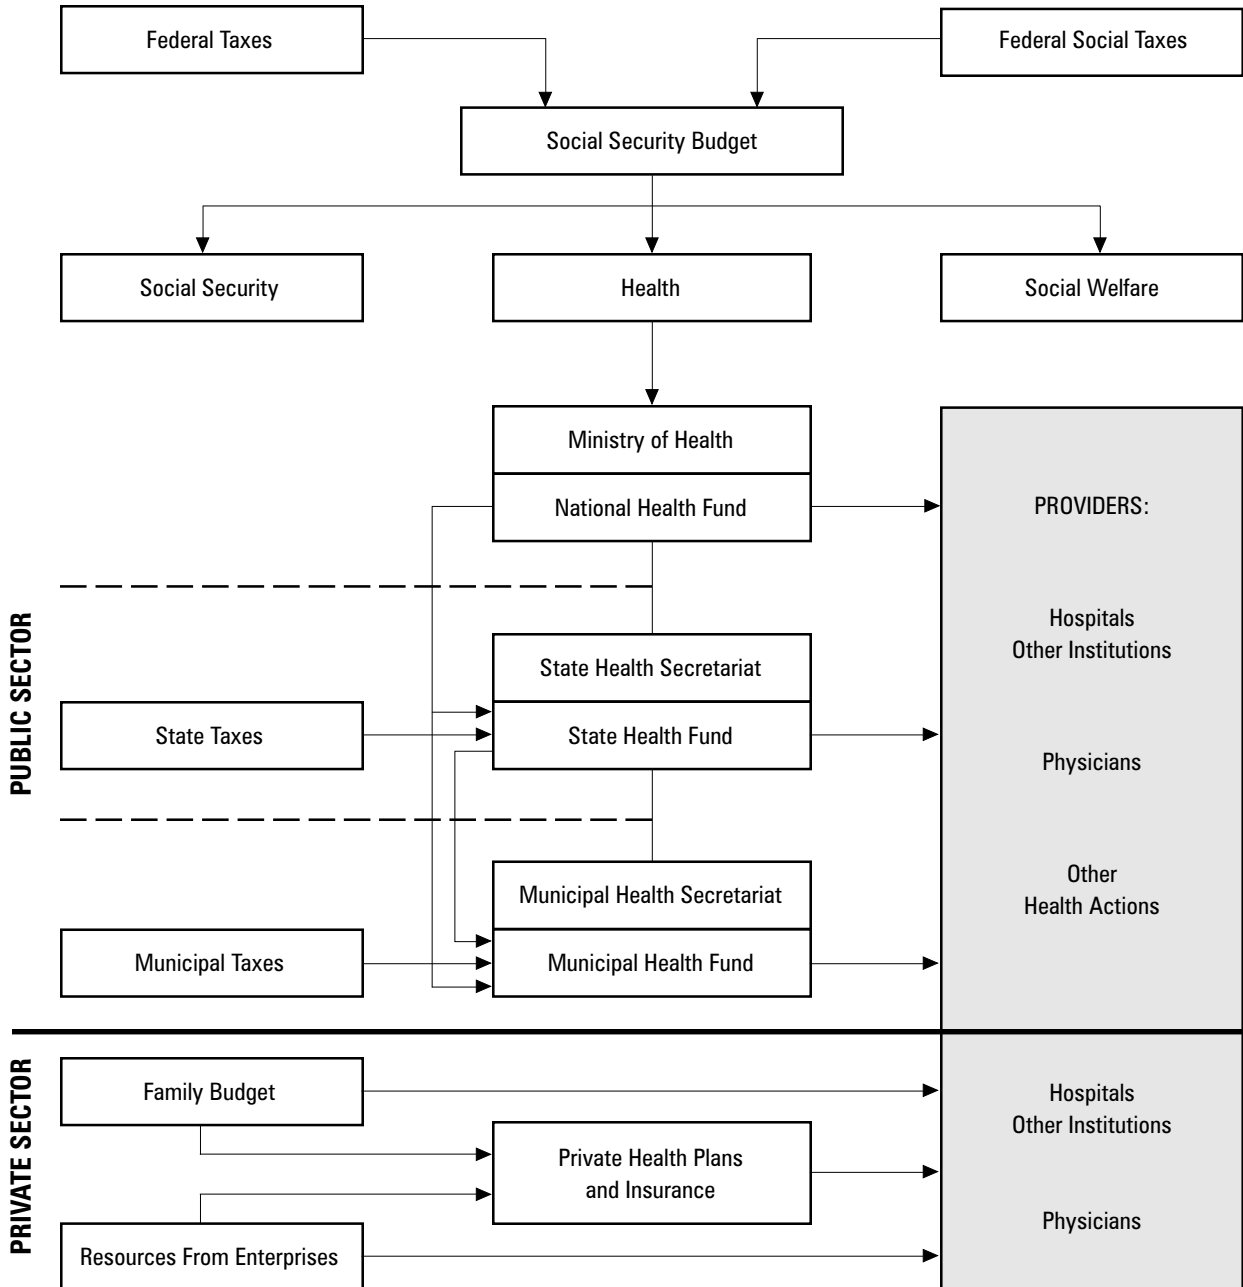 Federal Taxes
Federal Social Taxes
Social Security Budget
Social Security
Health
Social Welfare
Ministry of Health
National Health Fund
PROVIDERS:
Hospitals
Other Institutions
PUBLIC SECTOR
State Health Secretariat
State Taxes
State Health Fund
Physicians
Municipal Health Secretariat
Other
Health Actions
Municipal Taxes
Municipal Health Fund
PRIVATE SECTOR
Family Budget
Hospitals
Other Institutions
Private Health Plans
and Insurance
Physicians
Resources From Enterprises